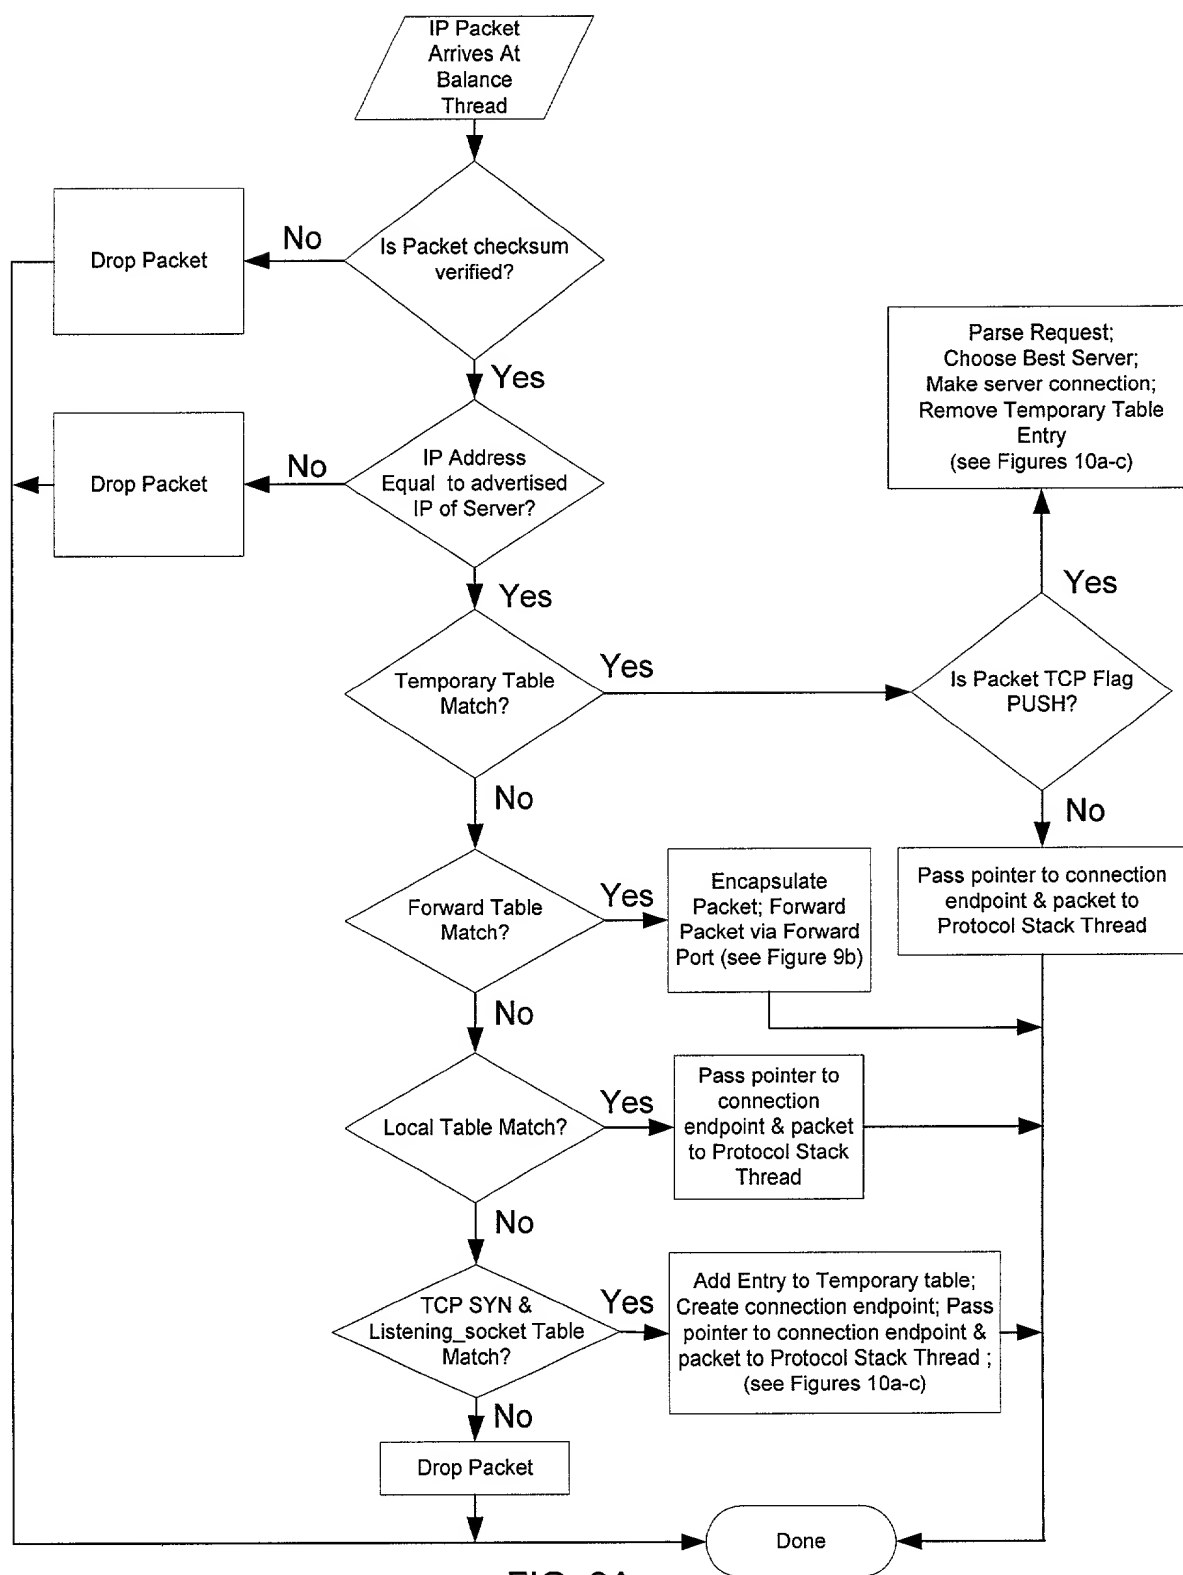 IP Packet
Arrives At
Balance
Thread
Is Packet checksum
verified?
No
Drop Packet
Yes
IP Address
Equal to advertised
IP of Server?
No
Drop Packet
Yes
Temporary Table
Match?
Yes
Is Packet TCP Flag
PUSH?
Yes
Parse Request;
Choose Best Server;
Make server connection;
Remove Temporary Table
Entry
(see Figures 10a-c)
No
Pass pointer to connection
endpoint & packet to
Protocol Stack Thread
No
Forward Table
Match?
Yes
Encapsulate
Packet; Forward
Packet via Forward
Port (see Figure 9b)
No
Local Table Match?
Yes
Pass pointer to
connection
endpoint & packet
to Protocol Stack
Thread
No
TCP SYN &
Listening_socket Table
Match?
Yes
Add Entry to Temporary table;
Create connection endpoint; Pass
pointer to connection endpoint &
packet to Protocol Stack Thread ;
(see Figures 10a-c)
No
Drop Packet
Done